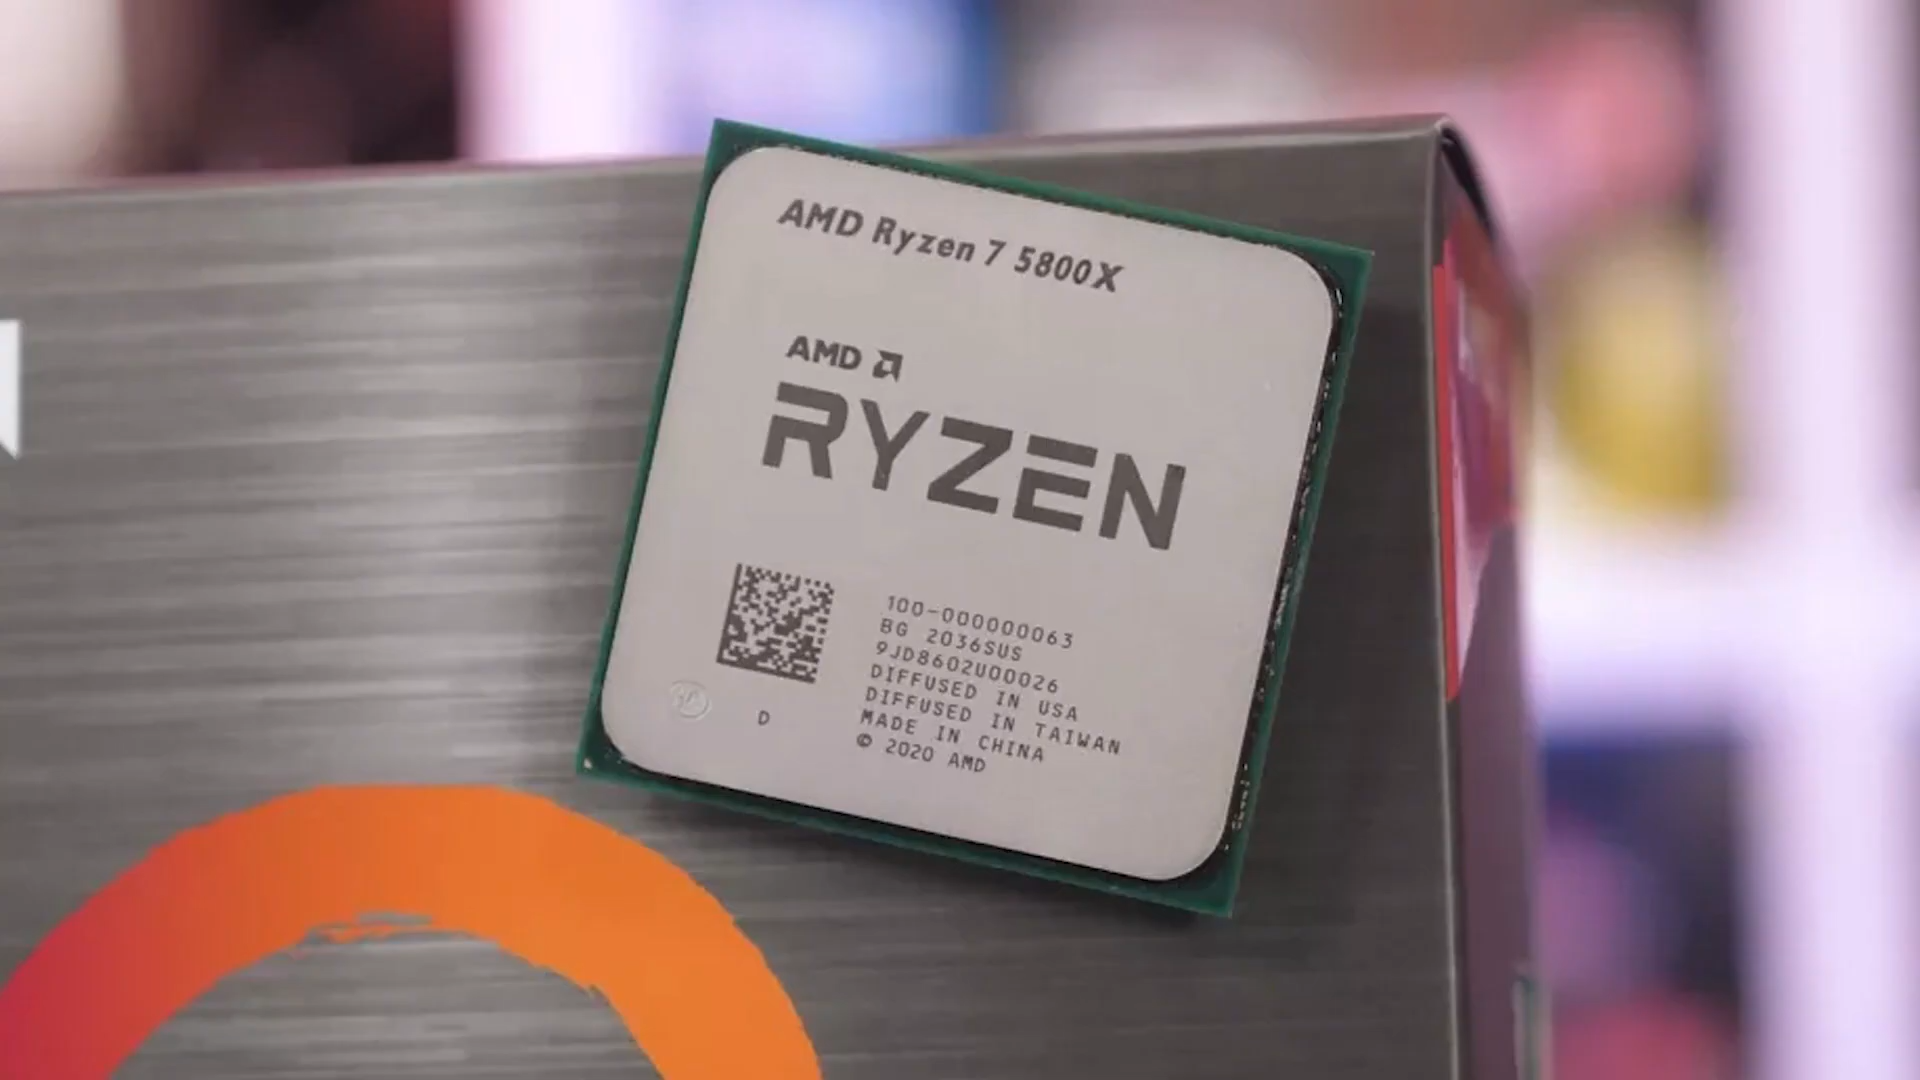 AMD Ryzen 7 5800X
AMD
RYZEN
100-000000063
BG 2036SUS
9JD8602U00026
DIFFUSED IN USA
DIFFUSED IN TAIWAN
MADE IN CHINA
© 2020 AMD
D